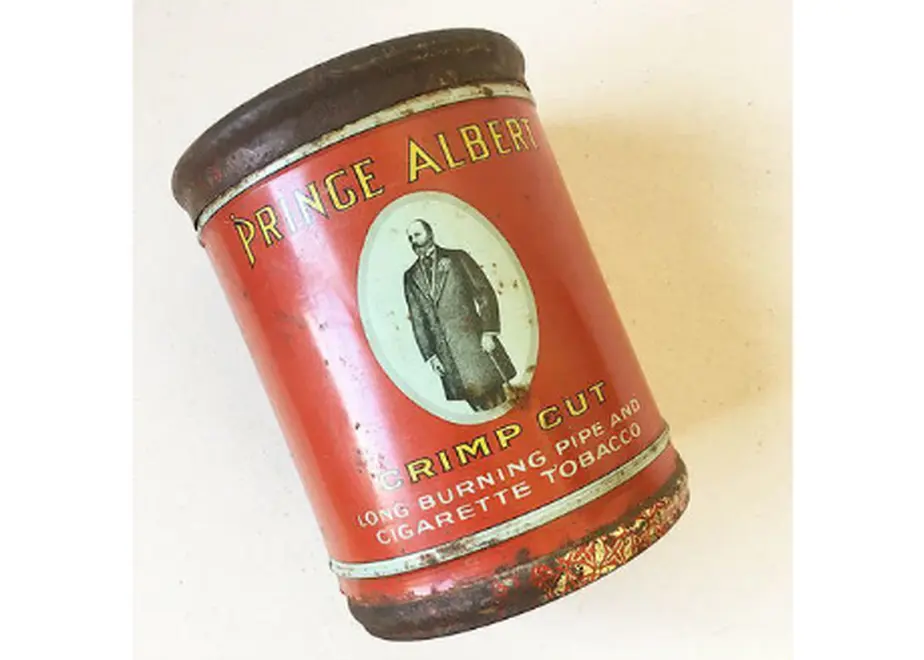 PRINCE ALBERT
CRIMP CUT
LONG BURNING PIPE AND
CIGARETTE TOBACCO